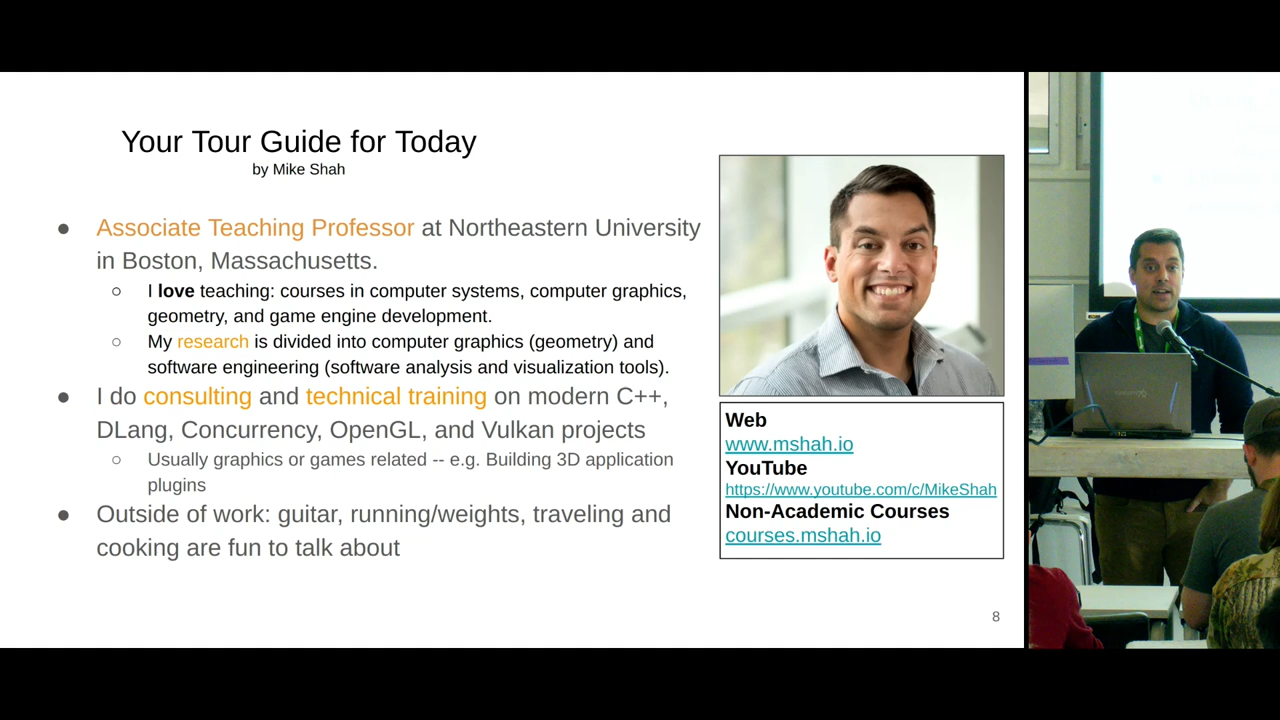 Your Tour Guide for Today
by Mike Shah
● Associate Teaching Professor at Northeastern University
in Boston, Massachusetts.
○ I love teaching: courses in computer systems, computer graphics,
geometry, and game engine development.
○ My research is divided into computer graphics (geometry) and
software engineering (software analysis and visualization tools).
● I do consulting and technical training on modern C++,
DLang, Concurrency, OpenGL, and Vulkan projects
○ Usually graphics or games related -- e.g. Building 3D application
plugins
● Outside of work: guitar, running/weights, traveling and
cooking are fun to talk about
Web
www.mshah.io
YouTube
https://www.youtube.com/c/MikeShah
Non-Academic Courses
courses.mshah.io
8